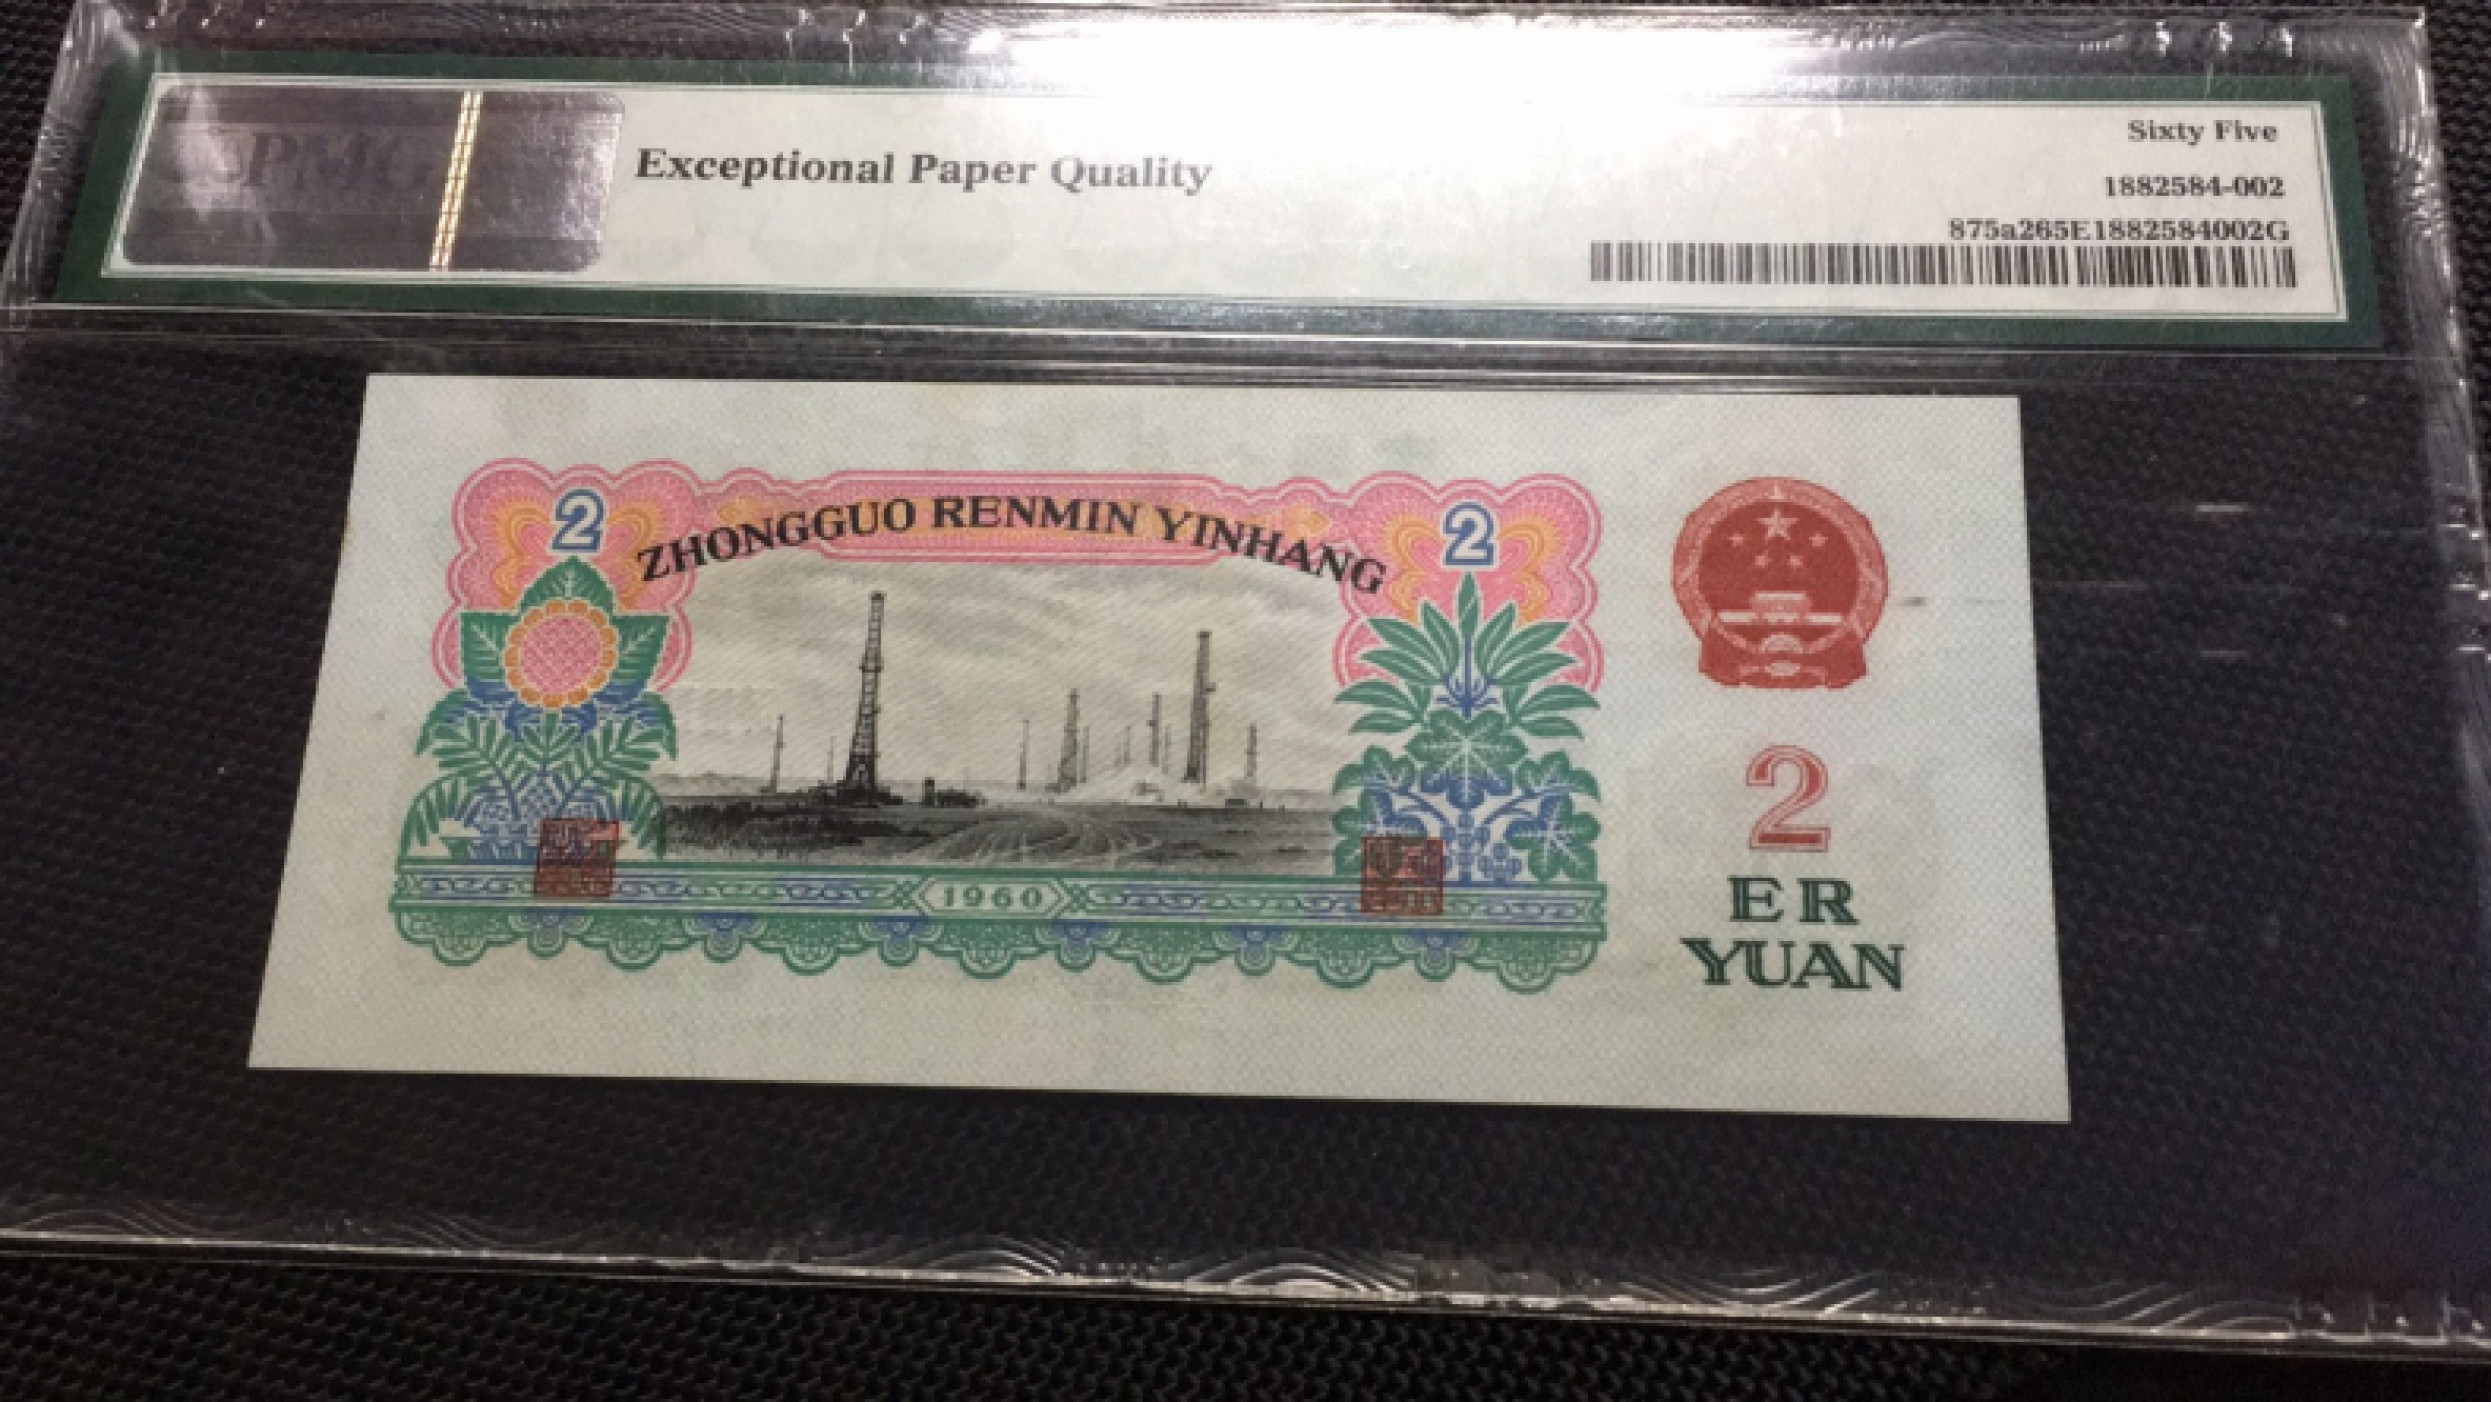 PMG
Exceptional Paper Quality
Sixty Five
1882584-002
875a265E1882584002G
2
ZHONGGUO RENMIN YINHANG
2
1960
2
ER
YUAN